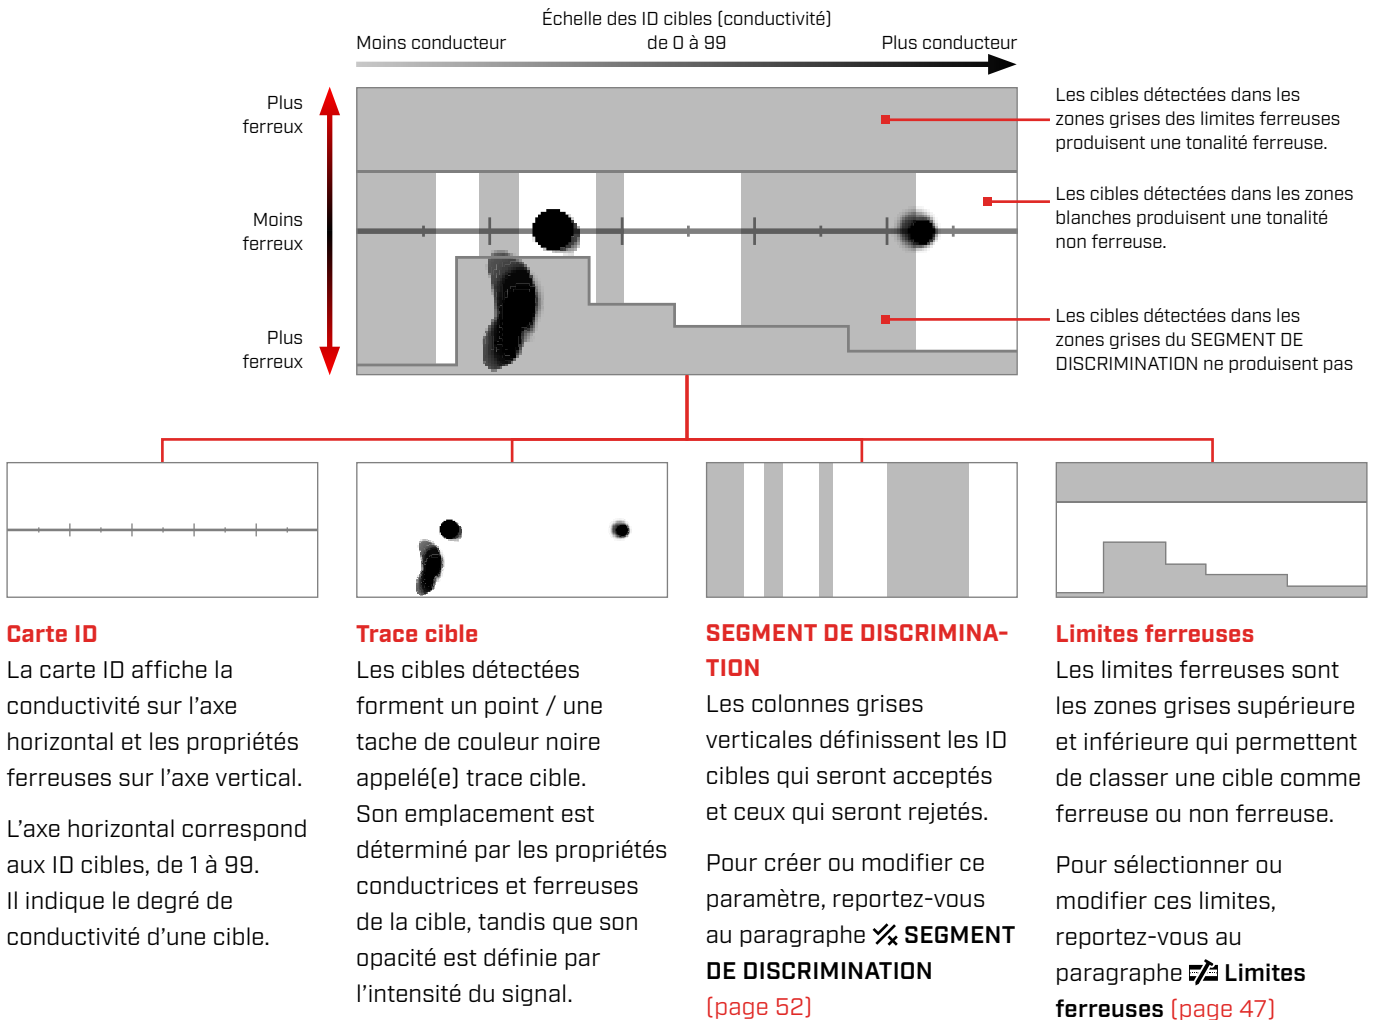 Échelle des ID cibles (conductivité)
Moins conducteur
de 0 à 99
Plus conducteur
Plus
ferreux
Moins
ferreux
Plus
ferreux
Les cibles détectées dans les
zones grises des limites ferreuses
produisent une tonalité ferreuse.
Les cibles détectées dans les zones
blanches produisent une tonalité
non ferreuse.
Les cibles détectées dans les
zones grises du SEGMENT DE
DISCRIMINATION ne produisent pas
Carte ID
La carte ID affiche la
conductivité sur l'axe
horizontal et les propriétés
ferreuses sur l'axe vertical.
L'axe horizontal correspond
aux ID cibles, de 1 à 99.
Il indique le degré de
conductivité d'une cible.
Trace cible
Les cibles détectées
forment un point / une
tache de couleur noire
appelé(e) trace cible.
Son emplacement est
déterminé par les propriétés
conductrices et ferreuses
de la cible, tandis que son
opacité est définie par
l'intensité du signal.
SEGMENT DE DISCRIMINA-
TION
Les colonnes grises
verticales définissent les ID
cibles qui seront acceptés
et ceux qui seront rejetés.
Pour créer ou modifier ce
paramètre, reportez-vous
au paragraphe SEGMENT
DE DISCRIMINATION
(page 52)
Limites ferreuses
Les limites ferreuses sont
les zones grises supérieure
et inférieure qui permettent
de classer une cible comme
ferreuse ou non ferreuse.
Pour sélectionner ou
modifier ces limites,
reportez-vous au
paragraphe Limites
ferreuses (page 47)